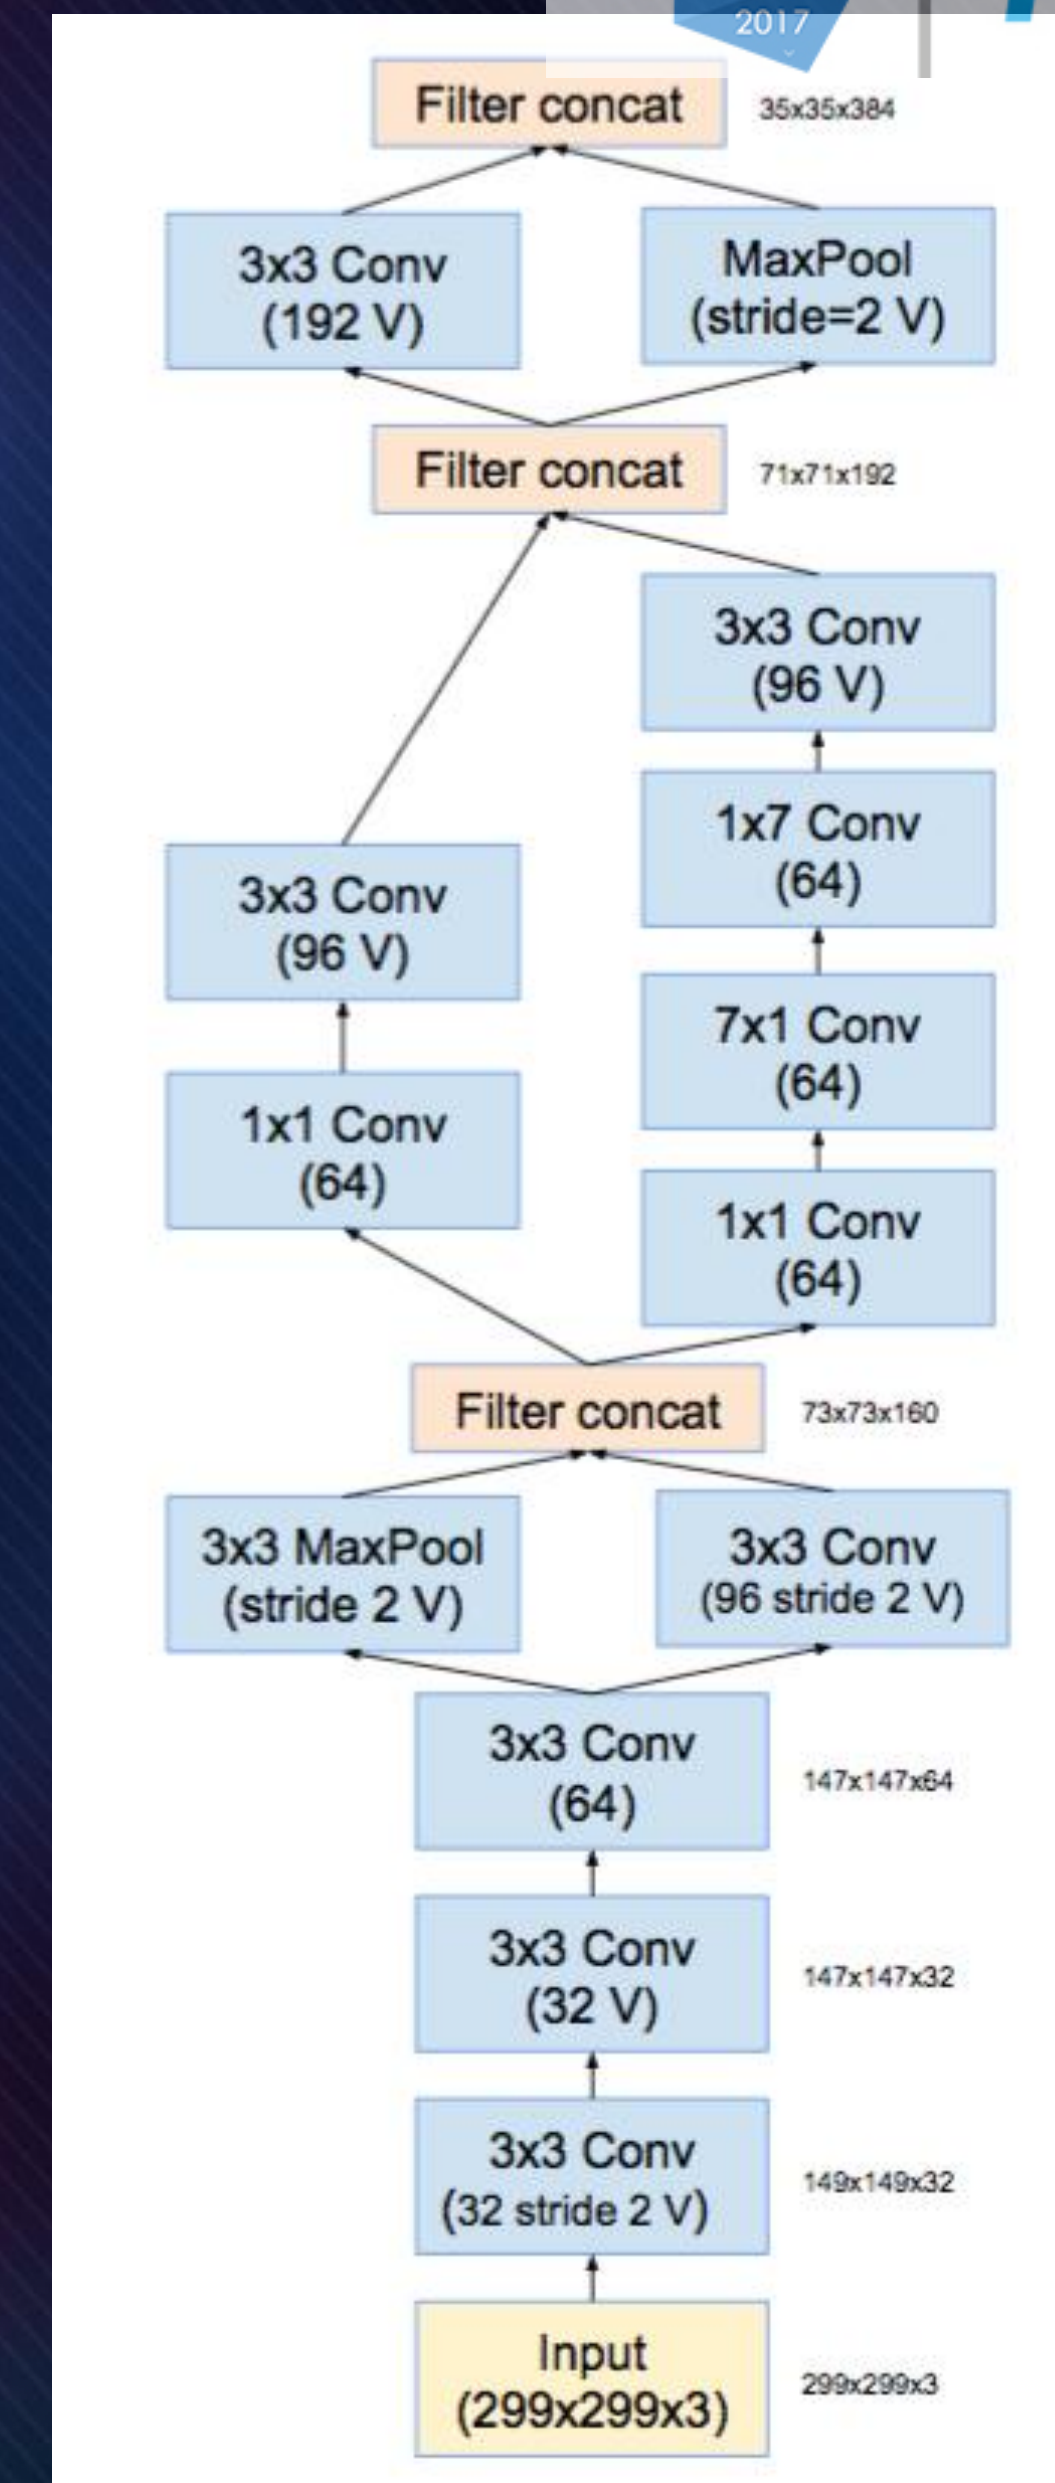 2017
Filter concat
35x35x384
3x3 Conv
(192 V)
MaxPool
(stride=2 V)
Filter concat
71x71x192
3x3 Conv
(96 V)
1x7 Conv
(64)
3x3 Conv
(96 V)
7x1 Conv
(64)
1x1 Conv
(64)
1x1 Conv
(64)
Filter concat
73x73x160
3x3 MaxPool
(stride 2 V)
3x3 Conv
(96 stride 2 V)
3x3 Conv
(64)
147x147x64
3x3 Conv
(32 V)
147x147x32
3x3 Conv
(32 stride 2 V)
149x149x32
Input
(299x299x3)
299x299x3